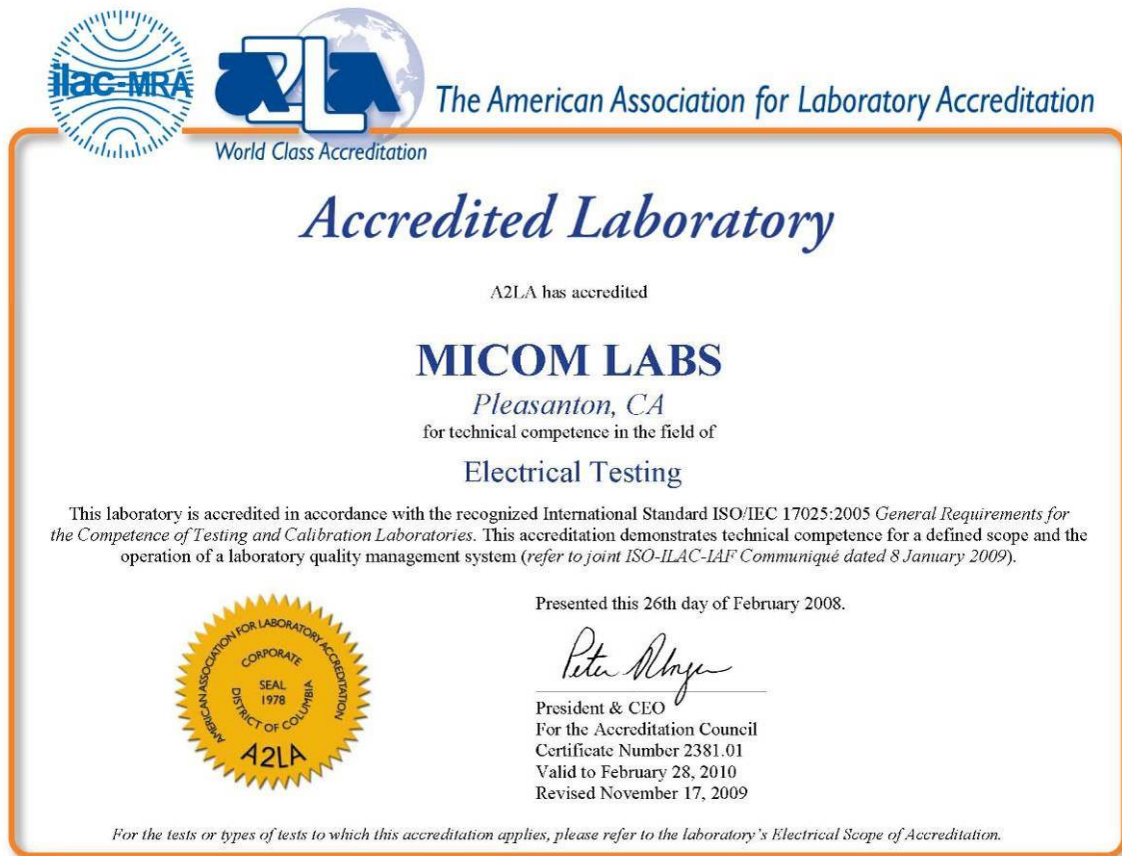 ilac-MRA
A2LA
The American Association for Laboratory Accreditation
World Class Accreditation
Accredited Laboratory
A2LA has accredited
MICOM LABS
Pleasanton, CA
for technical competence in the field of
Electrical Testing
This laboratory is accredited in accordance with the recognized International Standard ISO/IEC 17025:2005 General Requirements for
the Competence of Testing and Calibration Laboratories. This accreditation demonstrates technical competence for a defined scope and the
operation of a laboratory quality management system (refer to joint ISO-ILAC-IAF Communiqué dated 8 January 2009).
Presented this 26th day of February 2008.
AMERICAN ASSOCIATION FOR LABORATORY ACCREDITATION
CORPORATE
SEAL
1978
DISTRICT OF COLUMBIA
A2LA
Peter
President & CEO
For the Accreditation Council
Certificate Number 2381.01
Valid to February 28, 2010
Revised November 17, 2009
For the tests or types of tests to which this accreditation applies, please refer to the laboratory's Electrical Scope of Accreditation.